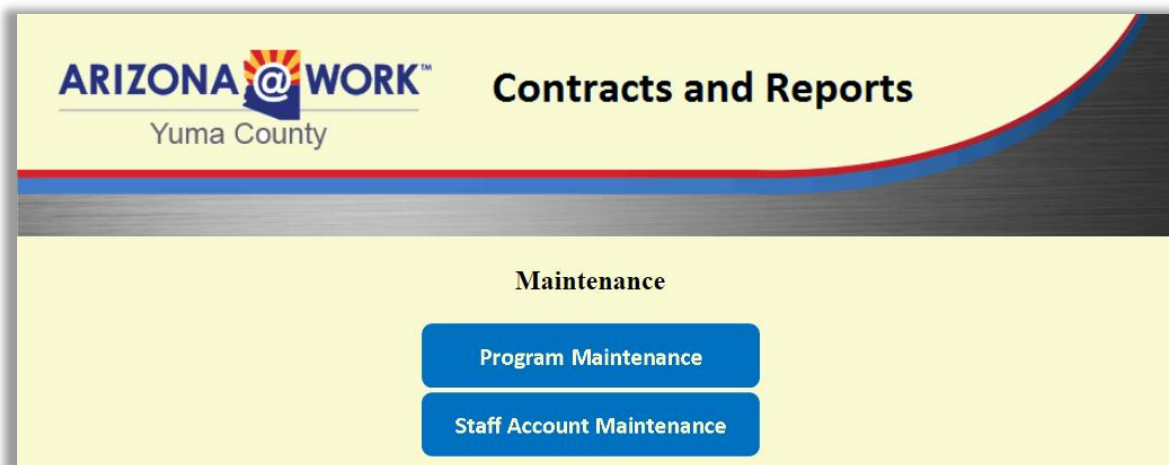 ARIZONA@WORK™
Contracts and Reports
Yuma County
Maintenance
Program Maintenance
Staff Account Maintenance